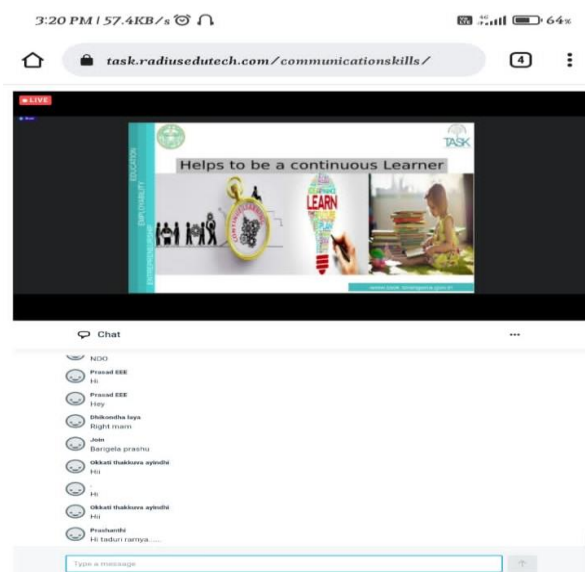 3:20 PM | 57.4KB/s
4G
64%
task.radiusedutech.com/communicationskills/
4
LIVE
TASK
EDUCATION
EMPLOYABILITY
ENTREPRENEURSHIP
Helps to be a continuous Learner
LEARN
Chat
NDO
Prasad EEE
Hi
Prasad EEE
Hey
Dhikondha laya
Right mam
Join
Barigela prashu
Okkati thakkuva ayindhi
Hii
.
Hi
Okkati thakkuva ayindhi
Hii
Prashanthi
Hi taduri ramya......
Type a message